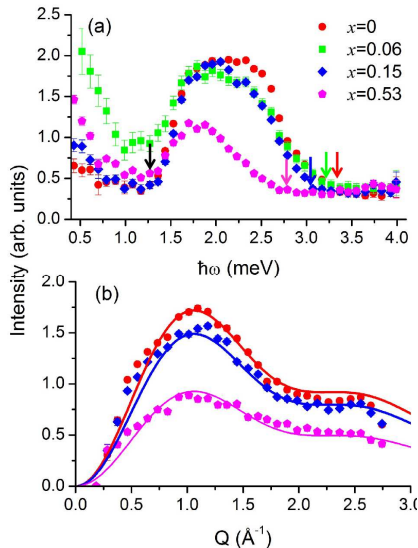 (a)
x=0
x=0.06
x=0.15
x=0.53
2.5
2.0
1.5
1.0
0.5
0.0
0.5 1.0 1.5 2.0 2.5 3.0 3.5 4.0
ħω (meV)
Intensity (arb. units)
(b)
2.0
1.5
1.0
0.5
0.0
0.0 0.5 1.0 1.5 2.0 2.5 3.0
Q (Å⁻¹)